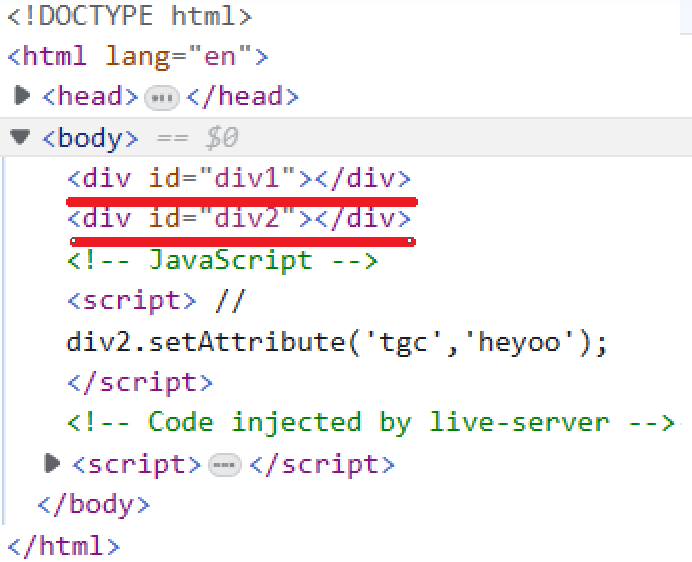 <!DOCTYPE html>
<html lang="en">
<head> ... </head>
<body> == $0
<div id="div1"></div>
<div id="div2"></div>
<!-- JavaScript -->
<script> //
div2.setAttribute('tgc','heyoo');
</script>
<!-- Code injected by live-server -->
<script> ... </script>
</body>
</html>